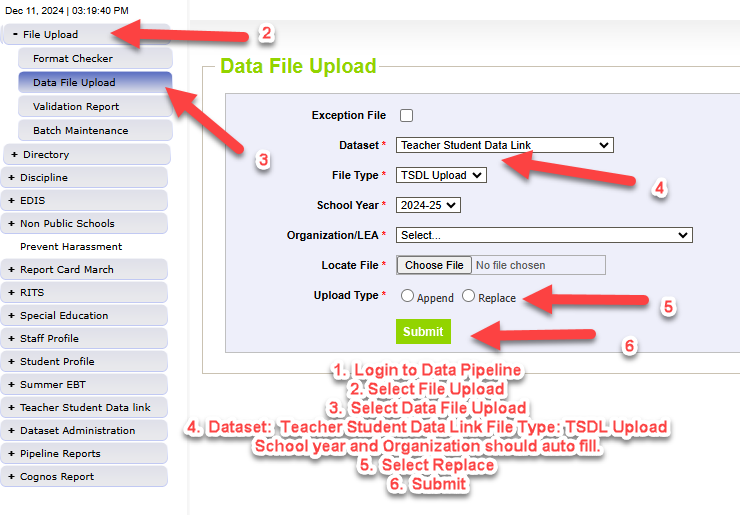 Dec 11, 2024 | 03:19:40 PM
- File Upload
2
Format Checker
Data File Upload
Validation Report
Batch Maintenance
3
+ Directory
+ Discipline
+ EDIS
+ Non Public Schools
Prevent Harassment
+ Report Card March
+ RITS
+ Special Education
+ Staff Profile
+ Student Profile
+ Summer EBT
+ Teacher Student Data link
+ Dataset Administration
+ Pipeline Reports
+ Cognos Report
Data File Upload
Exception File
Dataset * Teacher Student Data Link
File Type * TSDL Upload
4
School Year * 2024-25
Organization/LEA * Select...
Locate File * Choose File No file chosen
Upload Type * Append Replace
5
Submit
6
1. Login to Data Pipeline
2. Select File Upload
3. Select Data File Upload
4. Dataset: Teacher Student Data Link File Type: TSDL Upload
School year and Organization should auto fill.
5. Select Replace
6. Submit